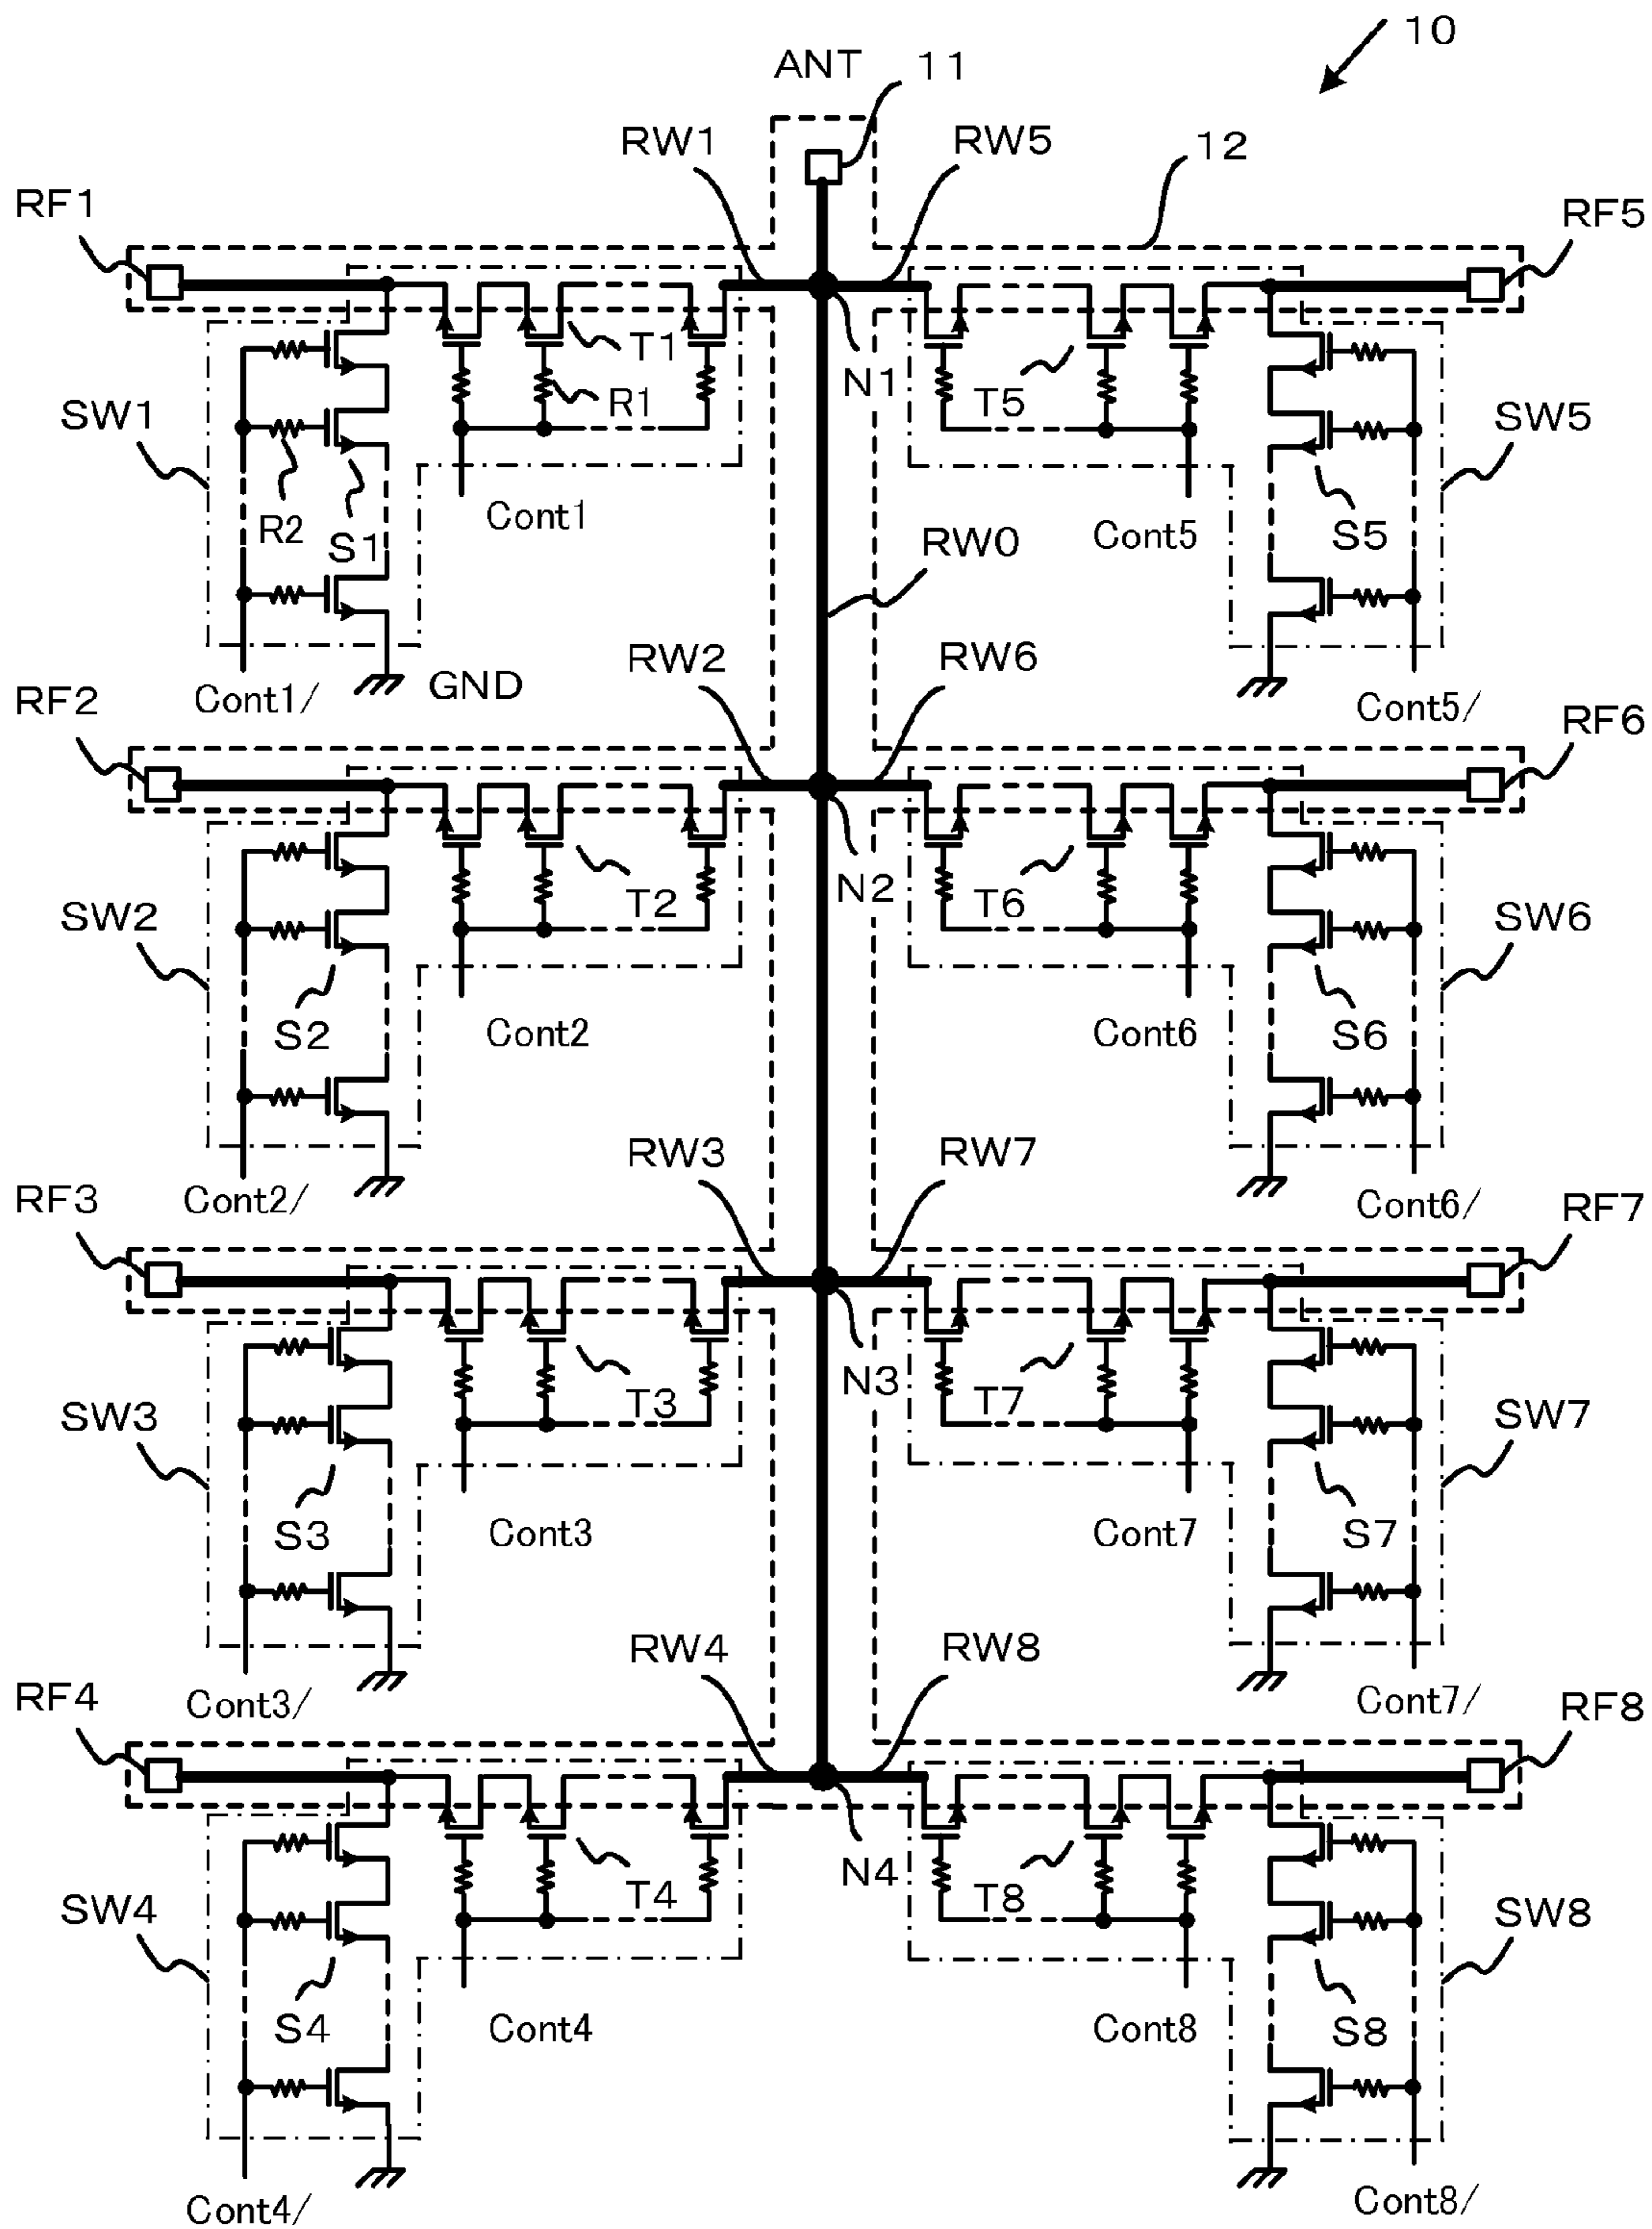 10
ANT
11
RW1
RW5
12
RF1
RF5
T1
N1
R1
T5
SW1
SW5
R2
S1
Cont1
Cont5
S5
RW0
RW2
RW6
RF2
Cont1/
GND
Cont5/
RF6
T2
N2
T6
SW2
SW6
S2
Cont2
Cont6
S6
RW3
RW7
RF3
Cont2/
Cont6/
RF7
T3
N3
T7
SW3
SW7
S3
Cont3
Cont7
S7
RW4
RW8
RF4
Cont3/
Cont7/
RF8
T4
N4
T8
SW4
SW8
S4
Cont4
Cont8
S8
Cont4/
Cont8/